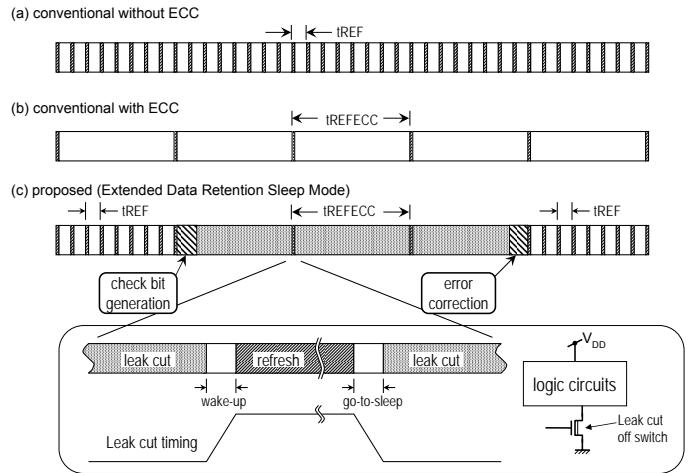 (a) conventional without ECC
tREF
(b) conventional with ECC
tREFECC
(c) proposed (Extended Data Retention Sleep Mode)
tREF
tREFECC
tREF
check bit
generation
error
correction
leak cut
refresh
leak cut
wake-up
go-to-sleep
Leak cut timing
VDD
logic circuits
Leak cut
off switch